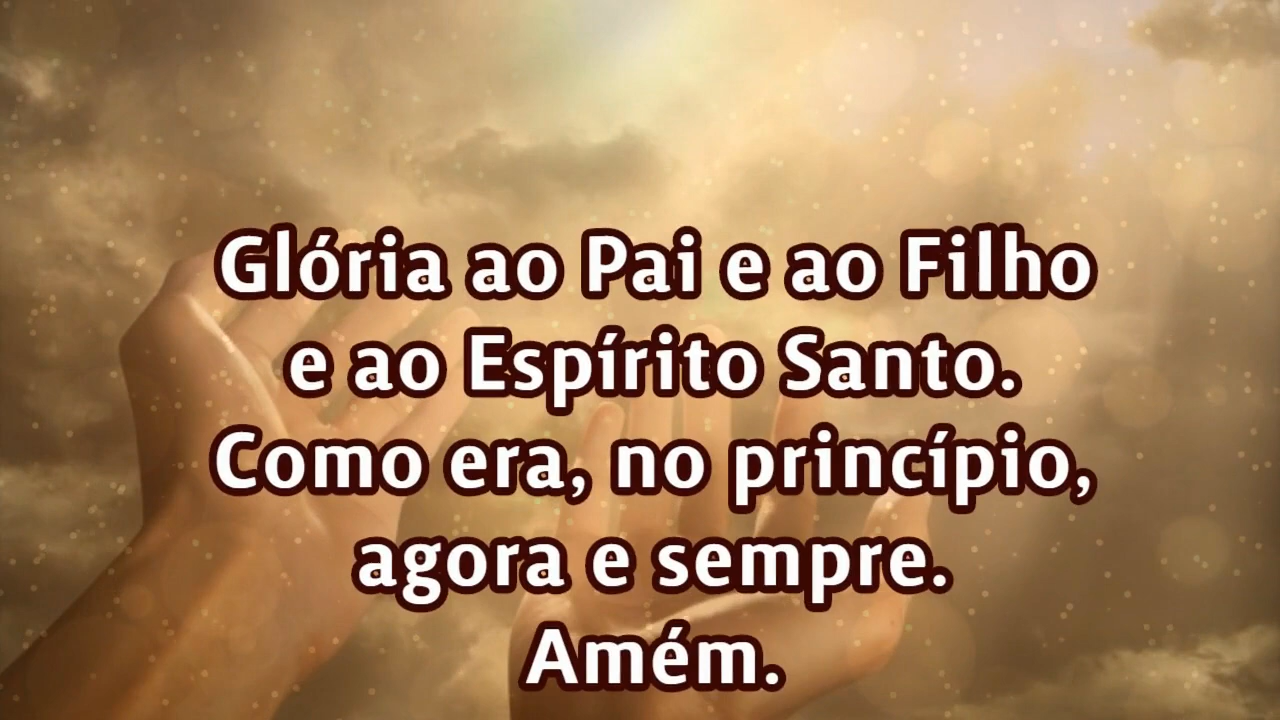 Glória ao Pai e ao Filho
e ao Espírito Santo.
Como era, no princípio,
agora e sempre.
Amém.